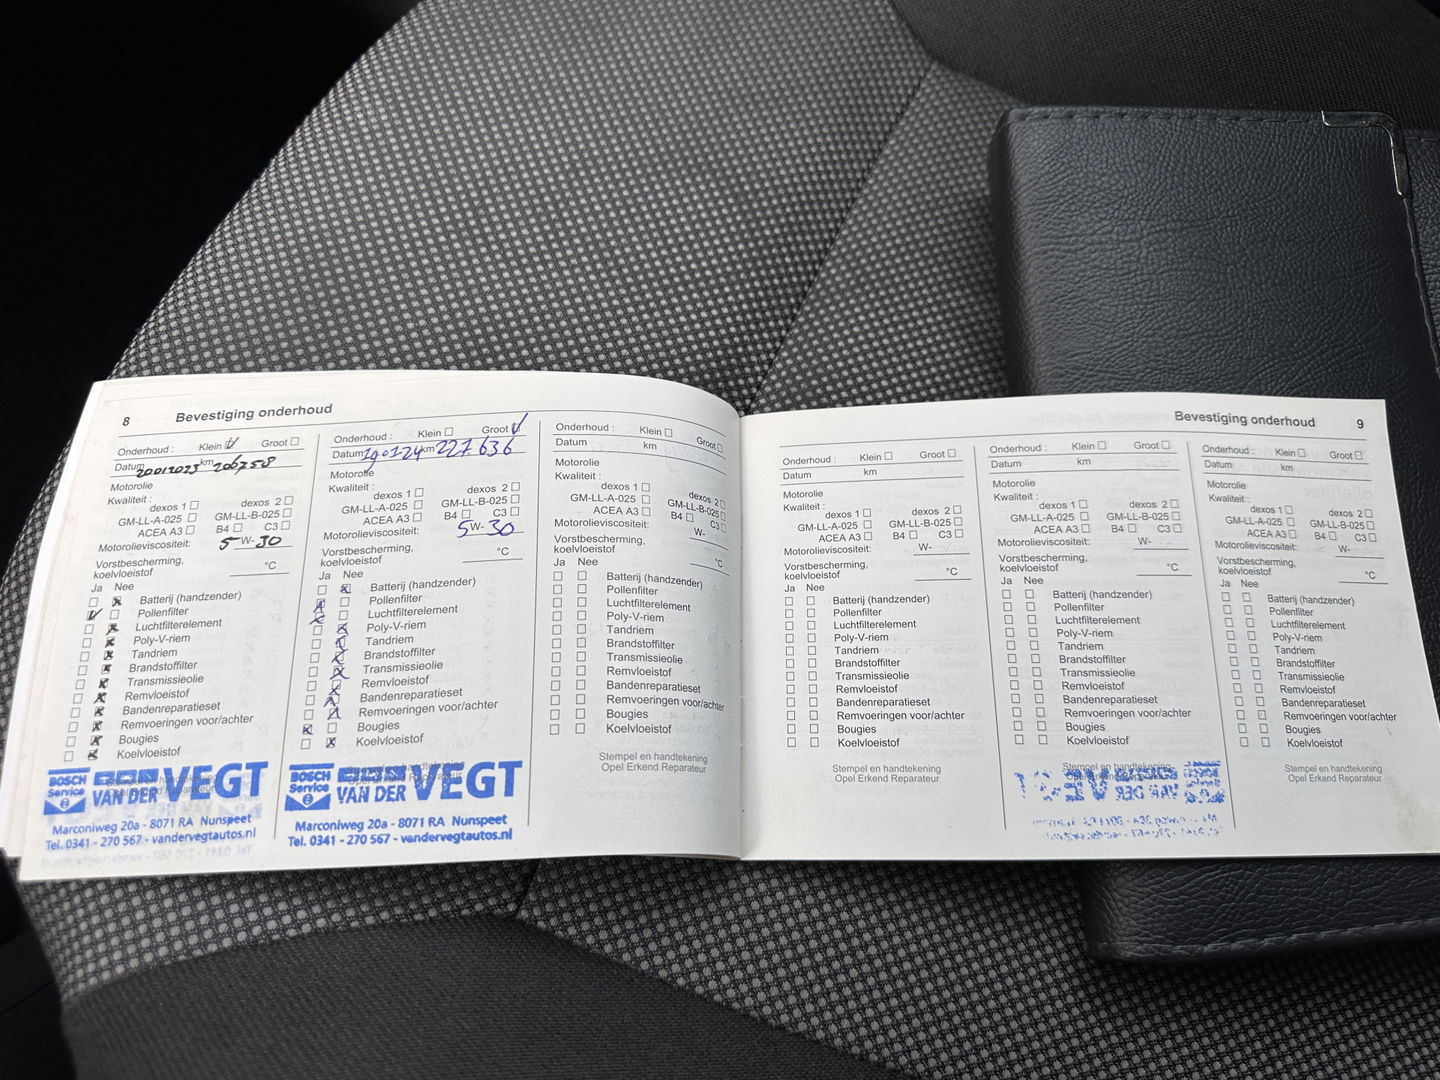 8 Bevestiging onderhoud
Onderhoud : Klein Groot
Datum 20012023 km 206758
Motorolie
Kwaliteit :
dexos 1 dexos 2
GM-LL-A-025 GM-LL-B-025
ACEA A3 B4 C3
Motorolieviscositeit: 5 W- 30
Vorstbescherming,
koelvloeistof °C
Ja Nee
Batterij (handzender)
Pollenfilter
Luchtfilterelement
Poly-V-riem
Tandriem
Brandstoffilter
Transmissieolie
Remvloeistof
Bandenreparatieset
Remvoeringen voor/achter
Bougies
Koelvloeistof
Stempel en handtekening
Opel Erkend Reparateur
BOSCH
Service
VAN DER VEGT
Marconiweg 20a - 8071 RA Nunspeet
Tel. 0341 - 270 567 - vandervegtautos.nl
Onderhoud : Klein Groot
Datum 190124 km 227636
Motorolie
Kwaliteit :
dexos 1 dexos 2
GM-LL-A-025 GM-LL-B-025
ACEA A3 B4 C3
Motorolieviscositeit: 5 W- 30
Vorstbescherming,
koelvloeistof °C
Ja Nee
Batterij (handzender)
Pollenfilter
Luchtfilterelement
Poly-V-riem
Tandriem
Brandstoffilter
Transmissieolie
Remvloeistof
Bandenreparatieset
Remvoeringen voor/achter
Bougies
Koelvloeistof
Stempel en handtekening
Opel Erkend Reparateur
BOSCH
Service
VAN DER VEGT
Marconiweg 20a - 8071 RA Nunspeet
Tel. 0341 - 270 567 - vandervegtautos.nl
Onderhoud : Klein Groot
Datum km
Motorolie
Kwaliteit :
dexos 1 dexos 2
GM-LL-A-025 GM-LL-B-025
ACEA A3 B4 C3
Motorolieviscositeit: W-
Vorstbescherming,
koelvloeistof °C
Ja Nee
Batterij (handzender)
Pollenfilter
Luchtfilterelement
Poly-V-riem
Tandriem
Brandstoffilter
Transmissieolie
Remvloeistof
Bandenreparatieset
Remvoeringen voor/achter
Bougies
Koelvloeistof
Stempel en handtekening
Opel Erkend Reparateur
Bevestiging onderhoud 9
Onderhoud : Klein Groot
Datum km
Motorolie
Kwaliteit :
dexos 1 dexos 2
GM-LL-A-025 GM-LL-B-025
ACEA A3 B4 C3
Motorolieviscositeit: W-
Vorstbescherming,
koelvloeistof °C
Ja Nee
Batterij (handzender)
Pollenfilter
Luchtfilterelement
Poly-V-riem
Tandriem
Brandstoffilter
Transmissieolie
Remvloeistof
Bandenreparatieset
Remvoeringen voor/achter
Bougies
Koelvloeistof
Stempel en handtekening
Opel Erkend Reparateur
Onderhoud : Klein Groot
Datum km
Motorolie
Kwaliteit :
dexos 1 dexos 2
GM-LL-A-025 GM-LL-B-025
ACEA A3 B4 C3
Motorolieviscositeit: W-
Vorstbescherming,
koelvloeistof °C
Ja Nee
Batterij (handzender)
Pollenfilter
Luchtfilterelement
Poly-V-riem
Tandriem
Brandstoffilter
Transmissieolie
Remvloeistof
Bandenreparatieset
Remvoeringen voor/achter
Bougies
Koelvloeistof
Stempel en handtekening
Opel Erkend Reparateur
Onderhoud : Klein Groot
Datum km
Motorolie
Kwaliteit :
dexos 1 dexos 2
GM-LL-A-025 GM-LL-B-025
ACEA A3 B4 C3
Motorolieviscositeit: W-
Vorstbescherming,
koelvloeistof °C
Ja Nee
Batterij (handzender)
Pollenfilter
Luchtfilterelement
Poly-V-riem
Tandriem
Brandstoffilter
Transmissieolie
Remvloeistof
Bandenreparatieset
Remvoeringen voor/achter
Bougies
Koelvloeistof
Stempel en handtekening
Opel Erkend Reparateur